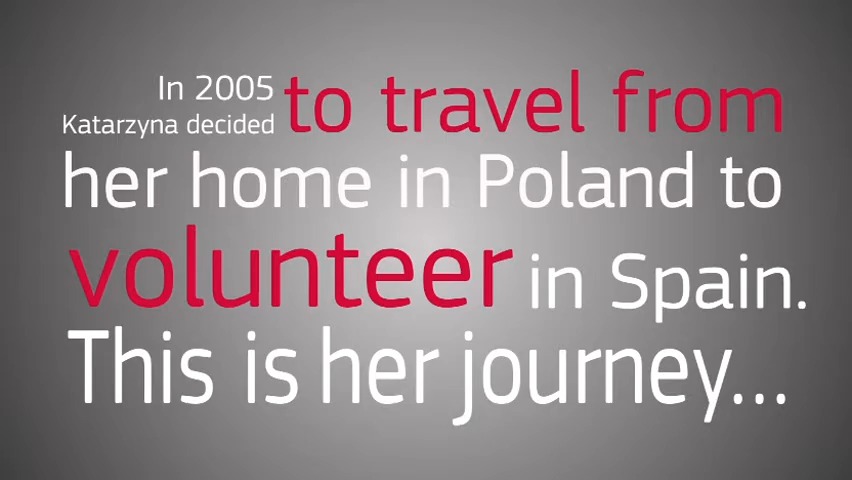 In 2005
Katarzyna decided to travel from
her home in Poland to
volunteer in Spain.
This is her journey...